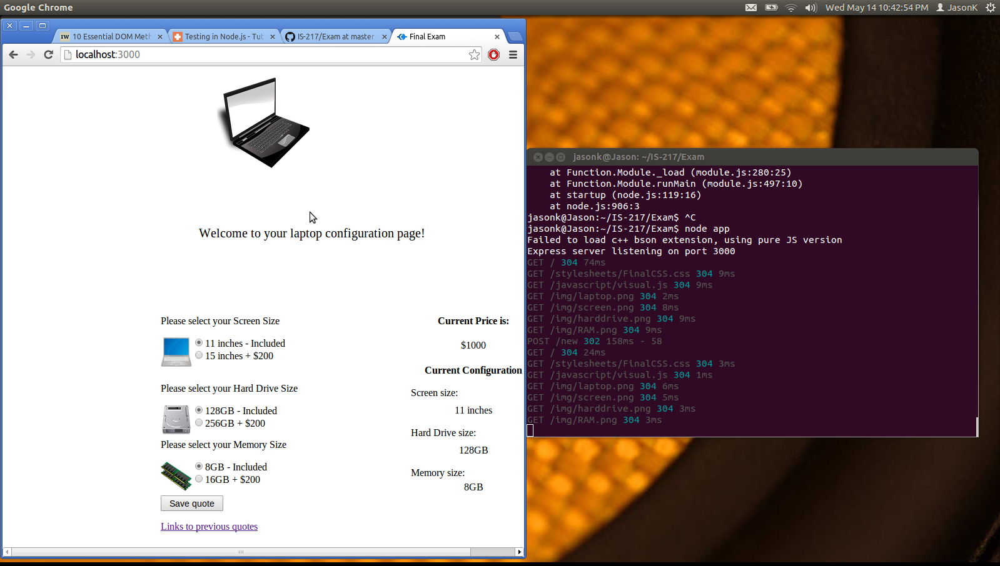 Google Chrome
Wed May 14 10:42:54 PM
JasonK
IW 10 Essential DOM Meth
Testing in Node.js - Tut
IS-217/Exam at master
Final Exam
localhost:3000
Welcome to your laptop configuration page!
Please select your Screen Size
11 inches - Included
15 inches + $200
Please select your Hard Drive Size
128GB - Included
256GB + $200
Please select your Memory Size
8GB - Included
16GB + $200
Save quote
Links to previous quotes
Current Price is:
$1000
Current Configuration
Screen size:
11 inches
Hard Drive size:
128GB
Memory size:
8GB
jasonk@Jason: ~/IS-217/Exam
at Function.Module._load (module.js:280:25)
at Function.Module.runMain (module.js:497:10)
at startup (node.js:119:16)
at node.js:906:3
jasonk@Jason:~/IS-217/Exam$ ^C
jasonk@Jason:~/IS-217/Exam$ node app
Failed to load c++ bson extension, using pure JS version
Express server listening on port 3000
GET / 304 74ms
GET /stylesheets/FinalCSS.css 304 9ms
GET /javascript/visual.js 304 9ms
GET /img/laptop.png 304 2ms
GET /img/screen.png 304 8ms
GET /img/harddrive.png 304 9ms
GET /img/RAM.png 304 9ms
POST /new 302 158ms - 58
GET / 304 24ms
GET /stylesheets/FinalCSS.css 304 3ms
GET /javascript/visual.js 304 1ms
GET /img/laptop.png 304 6ms
GET /img/screen.png 304 5ms
GET /img/harddrive.png 304 3ms
GET /img/RAM.png 304 3ms